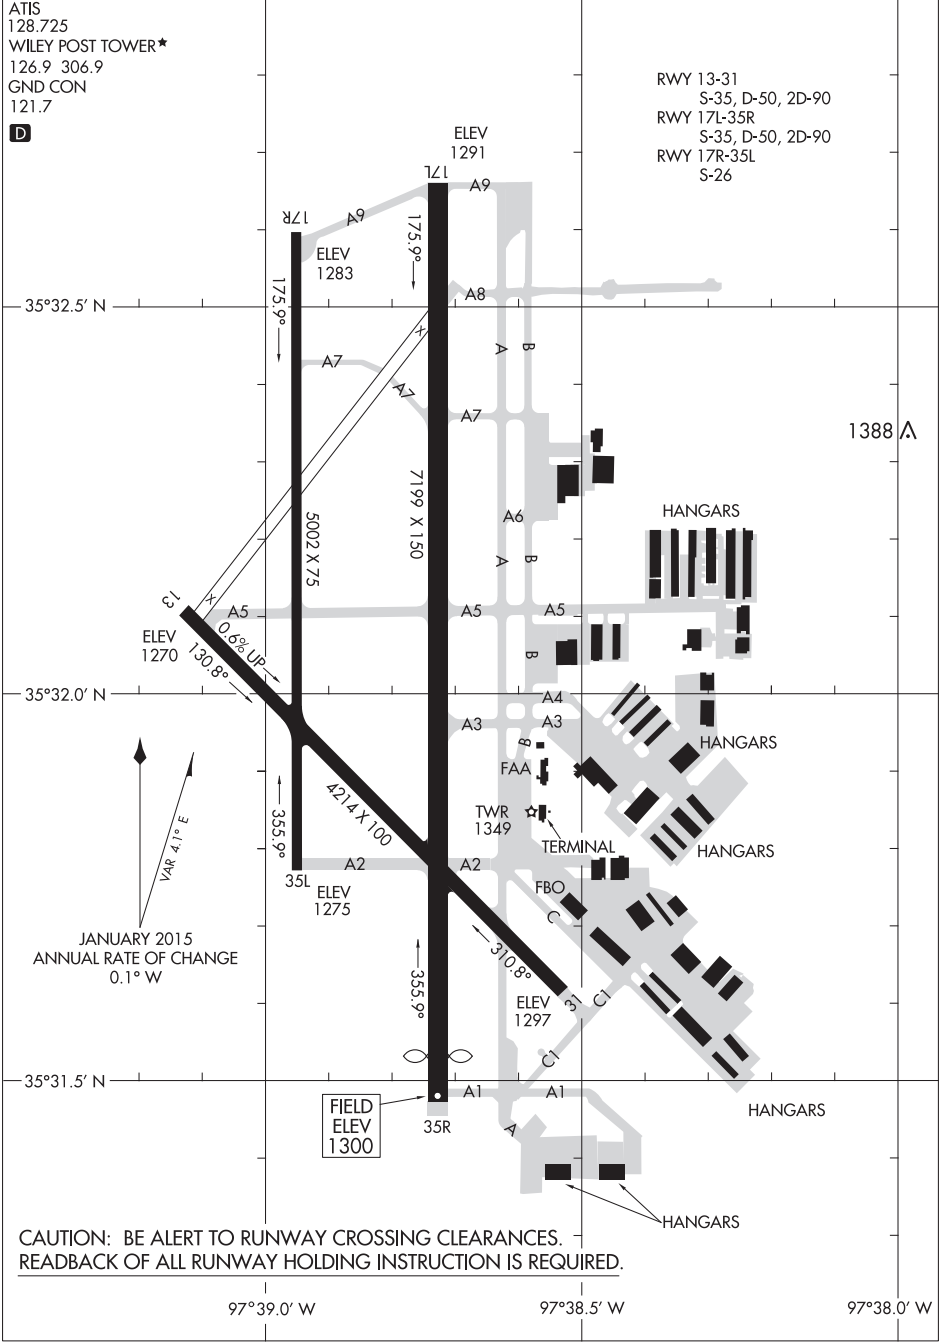 ATIS
128.725
WILEY POST TOWER★
126.9 306.9
GND CON
121.7
D
RWY 13-31
S-35, D-50, 2D-90
RWY 17L-35R
S-35, D-50, 2D-90
RWY 17R-35L
S-26
ELEV
1291
17L
A9
A9
17R
175.9°
ELEV
1283
175.9°
A8
35°32.5' N
X
A
B
A7
A7
A7
1388
7199 X 150
HANGARS
A6
5002 X 75
A
B
X
13
A5
A5
A5
0.6% UP
ELEV
1270
130.8°
B
35°32.0' N
A4
A3
A3
B
HANGARS
FAA
VAR 4.1° E
355.9°
4214 X 100
TWR
1349
TERMINAL
HANGARS
A2
A2
35L
ELEV
1275
FBO
C
JANUARY 2015
ANNUAL RATE OF CHANGE
0.1° W
310.8°
355.9°
ELEV
1297
31
C1
C1
35°31.5' N
A1
A1
FIELD
ELEV
1300
35R
A
HANGARS
HANGARS
CAUTION: BE ALERT TO RUNWAY CROSSING CLEARANCES.
READBACK OF ALL RUNWAY HOLDING INSTRUCTION IS REQUIRED.
97°39.0' W
97°38.5' W
97°38.0' W